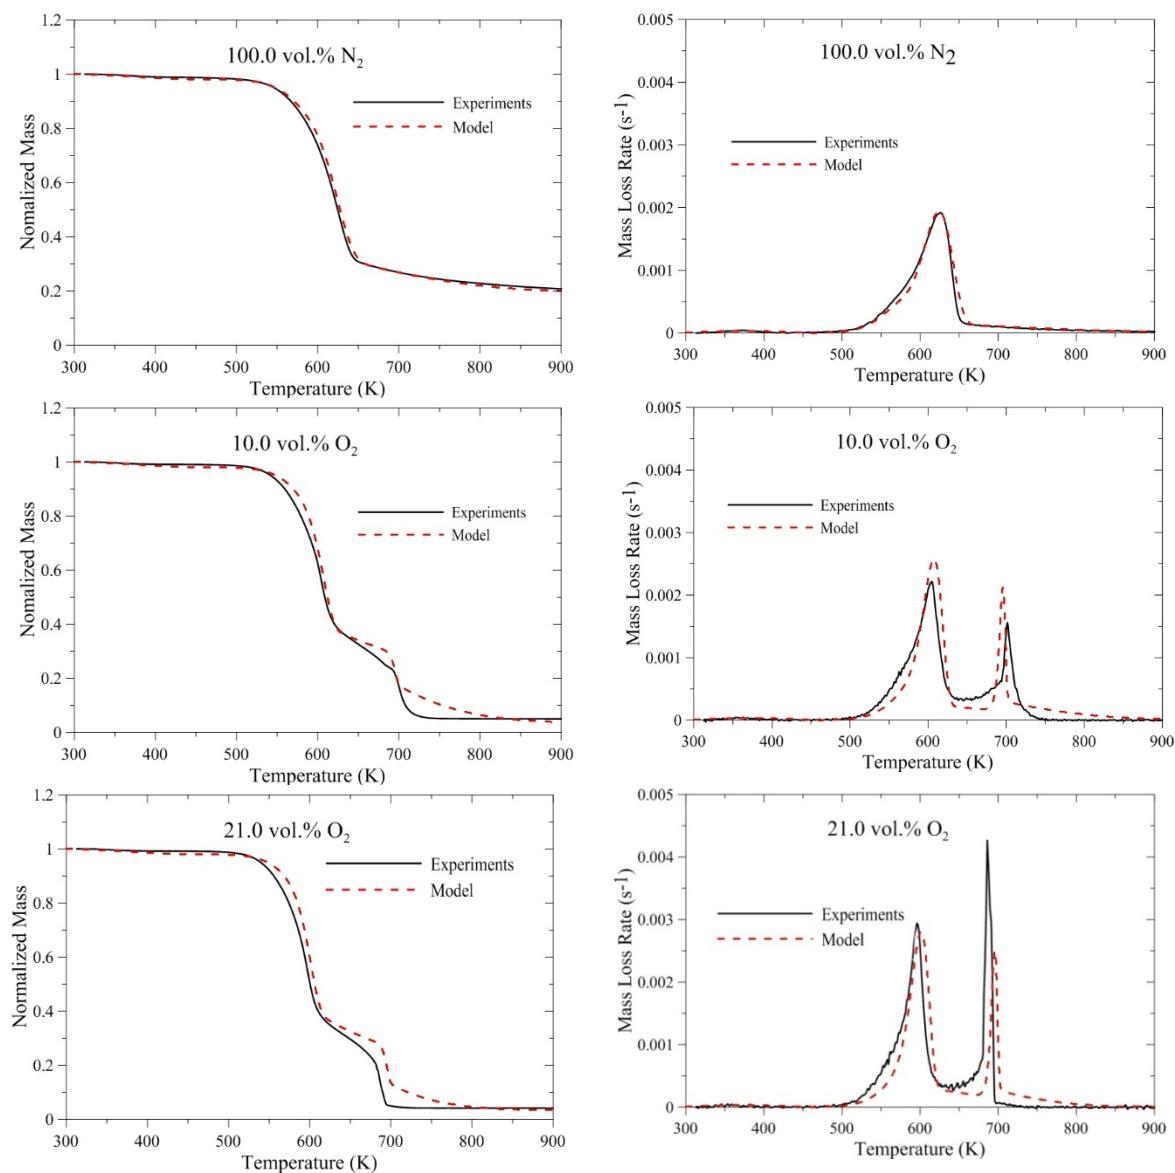 1.2
100.0 vol.% N2
1
Experiments
Model
0.8
0.6
0.4
0.2
0
Nomalized Mass
300 400 500 600 700 800 900
Temperature (K)
0.005
100.0 vol.% N2
0.004
0.003
Experiments
Model
0.002
0.001
0
Mass Loss Rate (s-1)
300 400 500 600 700 800 900
Temperature (K)
1.2
10.0 vol.% O2
1
0.8
Experiments
Model
0.6
0.4
0.2
0
Nomalized Mass
300 400 500 600 700 800 900
Temperature (K)
0.005
10.0 vol.% O2
0.004
Experiments
Model
0.003
0.002
0.001
0
Mass Loss Rate (s-1)
300 400 500 600 700 800 900
Temperature (K)
1.2
21.0 vol.% O2
1
Experiments
Model
0.8
0.6
0.4
0.2
0
Normalized Mass
300 400 500 600 700 800 900
Temperature (K)
0.005
21.0 vol.% O2
0.004
Experiments
0.003
Model
0.002
0.001
0
Mass Loss Rate (s-1)
300 400 500 600 700 800 900
Temperature (K)